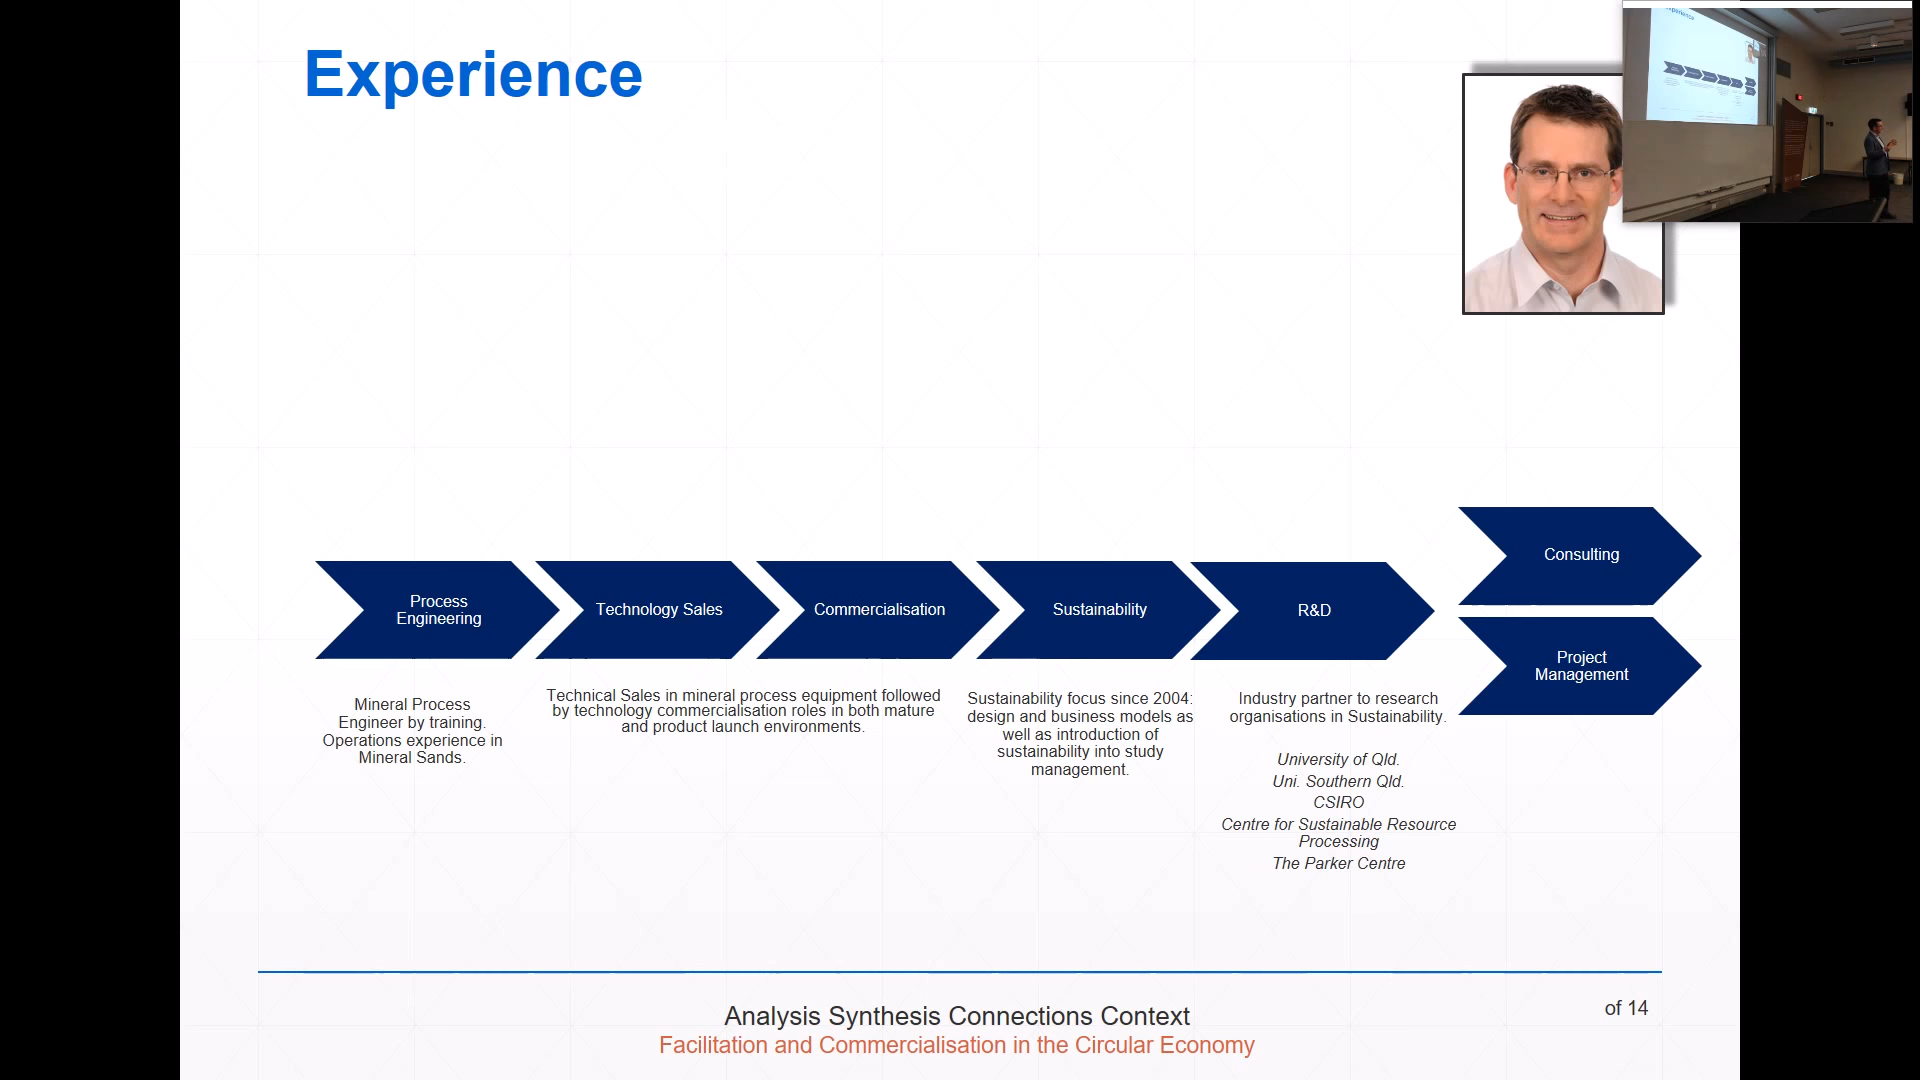 Experience
Process
Engineering
Technology Sales
Commercialisation
Sustainability
R&D
Consulting
Project
Management
Mineral Process
Engineer by training.
Operations experience in
Mineral Sands.
Technical Sales in mineral process equipment followed
by technology commercialisation roles in both mature
and product launch environments.
Sustainability focus since 2004:
design and business models as
well as introduction of
sustainability into study
management.
Industry partner to research
organisations in Sustainability.
University of Qld.
Uni. Southern Qld.
CSIRO
Centre for Sustainable Resource
Processing
The Parker Centre
Analysis Synthesis Connections Context
Facilitation and Commercialisation in the Circular Economy
of 14